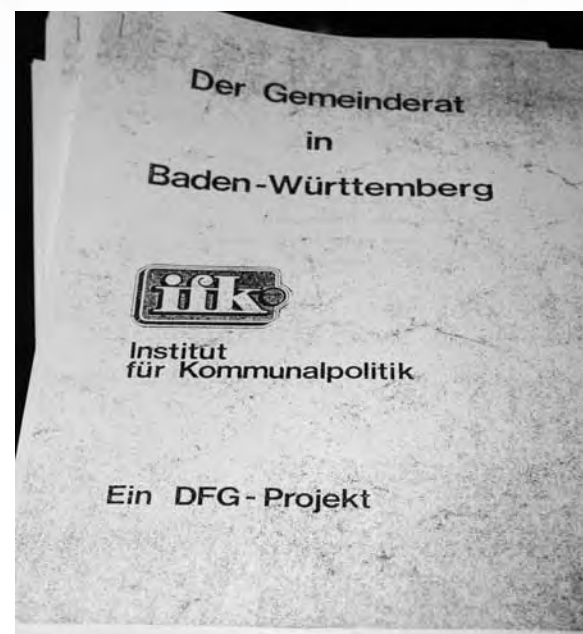 Der Gemeinderat
in
Baden-Württemberg
ifk
Institut
für Kommunalpolitik
Ein DFG-Projekt